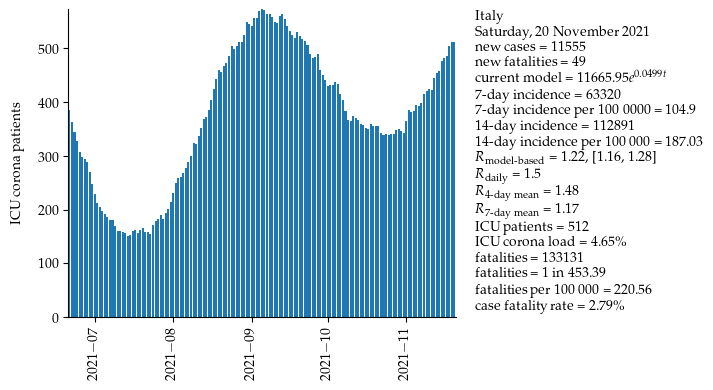 ICU corona patients
500
400
300
200
100
0
2021−07
2021−08
2021−09
2021−10
2021−11
Italy
Saturday, 20 November 2021
new cases = 11555
new fatalities = 49
current model = 11665.95e^0.0499t
7-day incidence = 63320
7-day incidence per 100 0000 = 104.9
14-day incidence = 112891
14-day incidence per 100 000 = 187.03
R model-based = 1.22, [1.16, 1.28]
R daily = 1.5
R 4-day mean = 1.48
R 7-day mean = 1.17
ICU patients = 512
ICU corona load = 4.65%
fatalities = 133131
fatalities = 1 in 453.39
fatalities per 100 000 = 220.56
case fatality rate = 2.79%